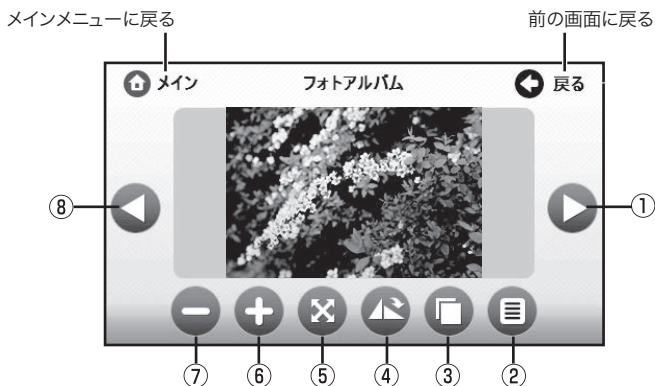 メインメニューに戻る 前の画面に戻る
メイン フォトアルバム 戻る
⑧ ①
⑦ ⑥ ⑤ ④ ③ ②